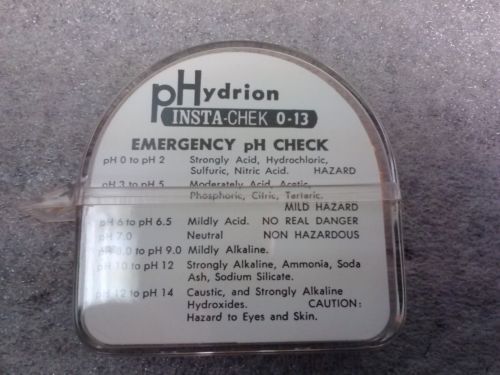 pHydrion
INSTA-CHEK 0-13
EMERGENCY pH CHECK
pH 0 to pH 2 Strongly Acid, Hydrochloric,
Sulfuric, Nitric Acid. HAZARD
pH 3 to pH 5 Moderately Acid, Acetic,
Phosphoric, Citric, Tartaric.
MILD HAZARD
pH 6 to pH 6.5 Mildly Acid. NO REAL DANGER
pH 7.0 Neutral NON HAZARDOUS
pH 8.0 to pH 9.0 Mildly Alkaline.
pH 10 to pH 12 Strongly Alkaline, Ammonia, Soda
Ash, Sodium Silicate.
pH 12 to pH 14 Caustic, and Strongly Alkaline
Hydroxides. CAUTION:
Hazard to Eyes and Skin.